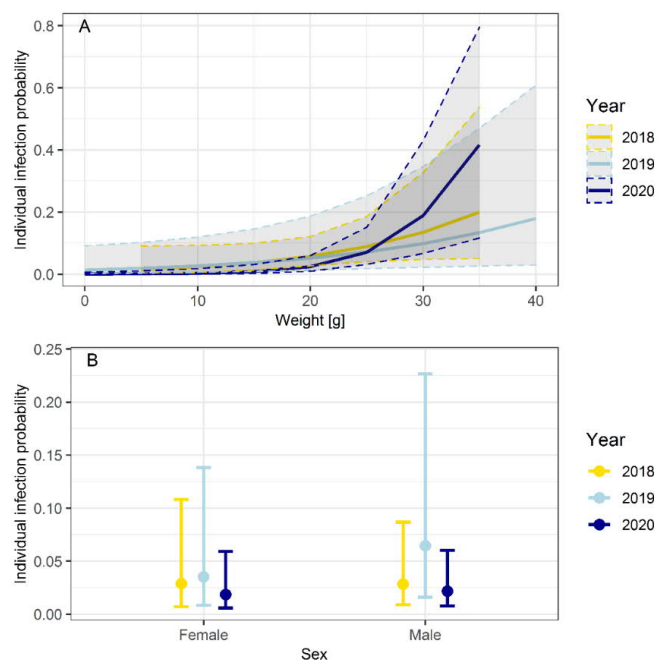 A
Individual infection probability
0.8
0.6
0.4
0.2
0.0
0 10 20 30 40
Weight [g]
Year
2018
2019
2020
B
Individual infection probability
0.25
0.20
0.15
0.10
0.05
0.00
Female Male
Sex
Year
2018
2019
2020